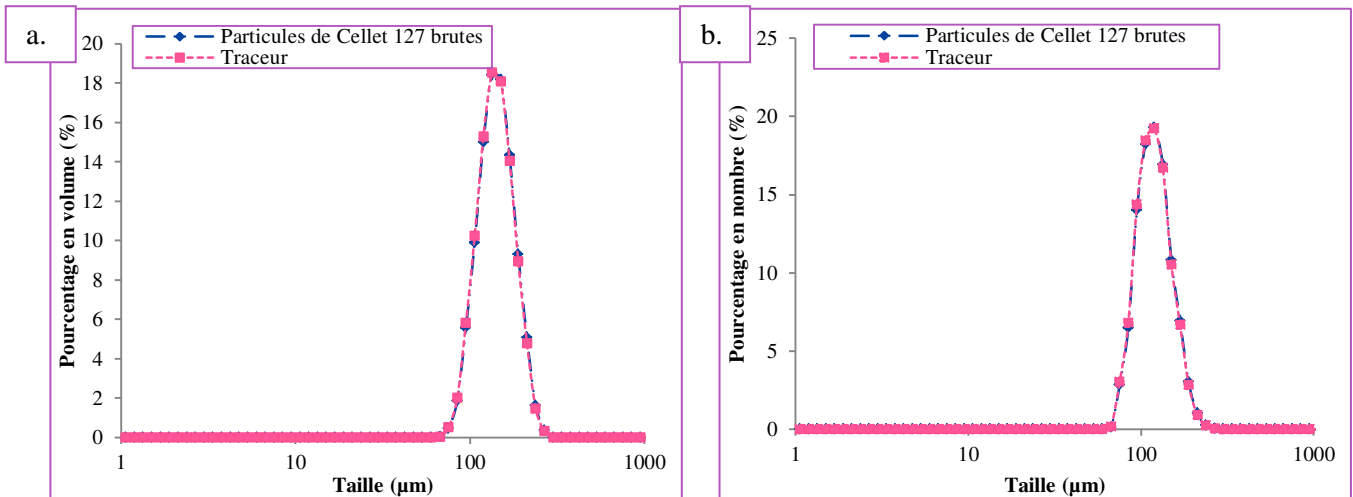 a.
Particules de Cellet 127 brutes
Traceur
Pourcentage en volume (%)
20
18
16
14
12
10
8
6
4
2
0
1 10 100 1000
Taille (µm)
b.
Particules de Cellet 127 brutes
Traceur
Pourcentage en nombre (%)
25
20
15
10
5
0
1 10 100 1000
Taille (µm)